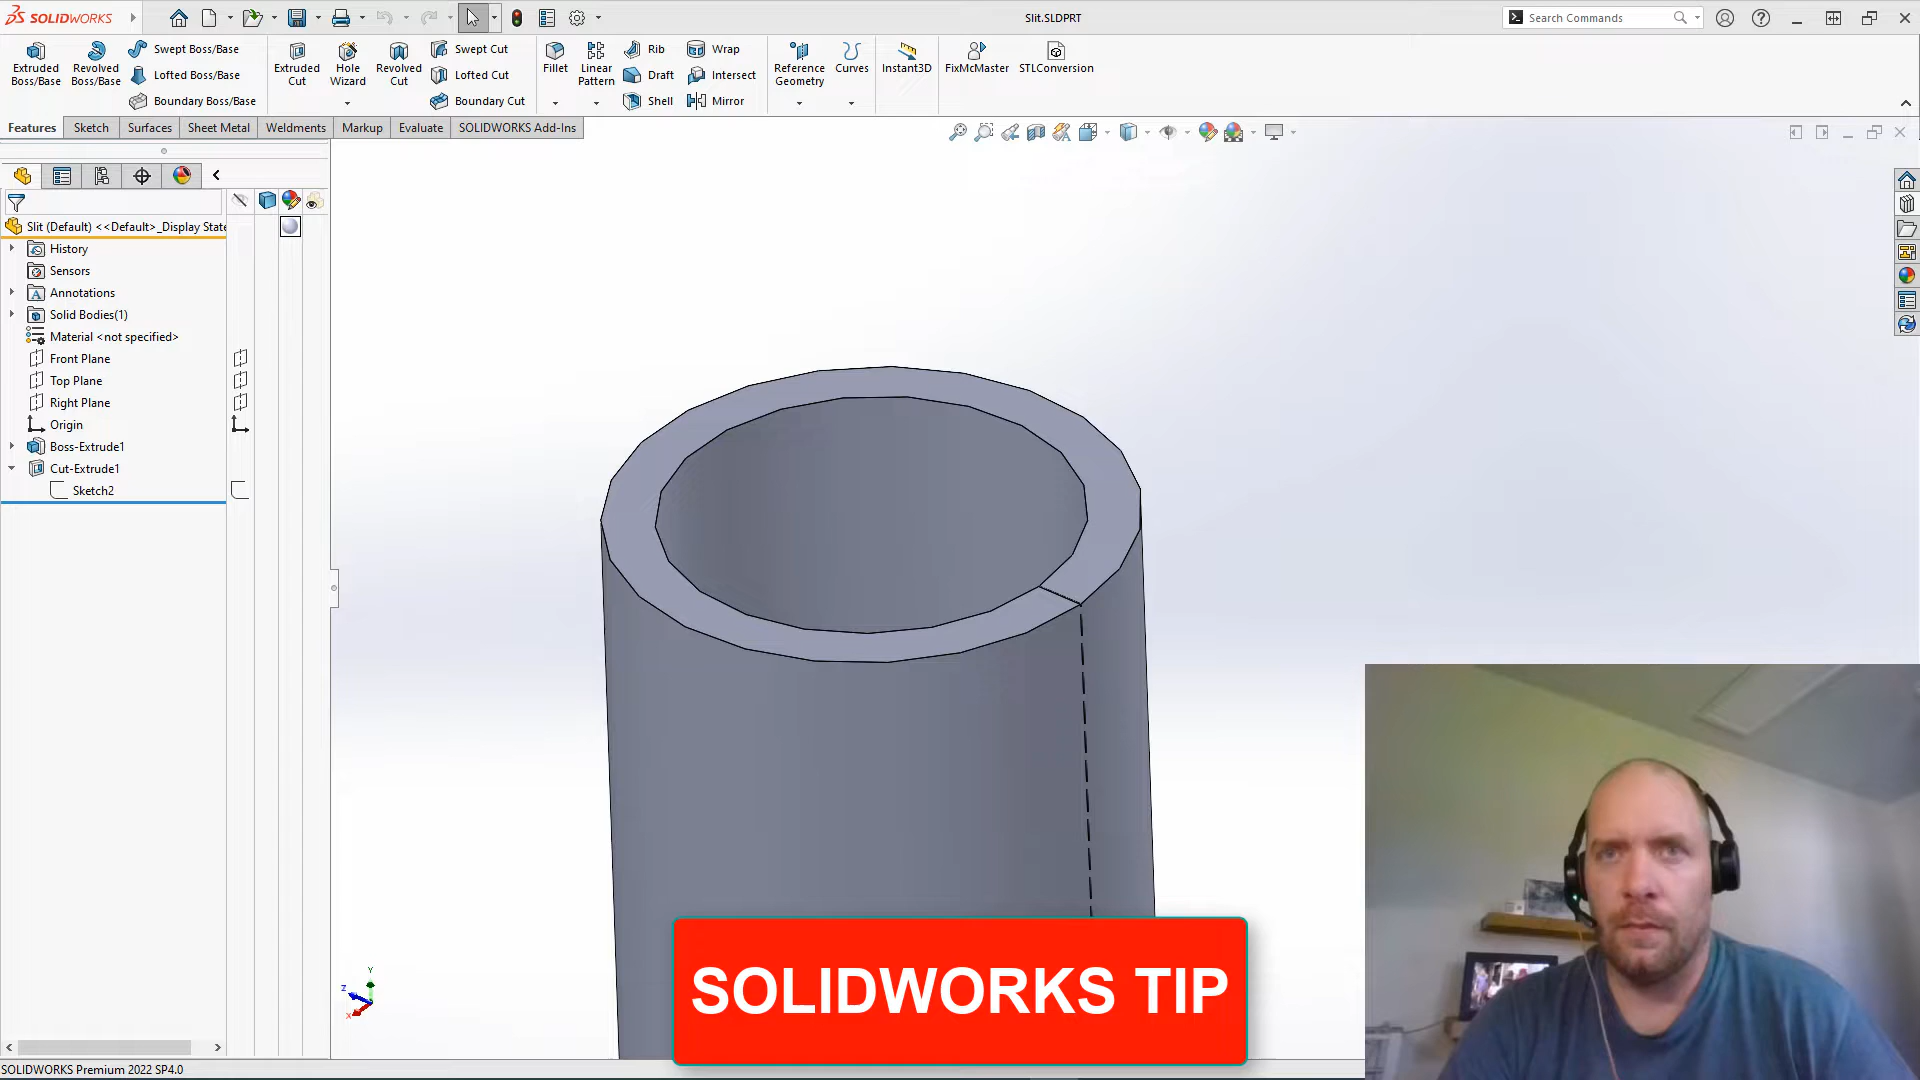 SOLIDWORKS
Slit.SLDPRT
Search Commands
Extruded Boss/Base
Revolved Boss/Base
Swept Boss/Base
Lofted Boss/Base
Boundary Boss/Base
Extruded Cut
Hole Wizard
Revolved Cut
Swept Cut
Lofted Cut
Boundary Cut
Fillet
Linear Pattern
Rib
Draft
Shell
Wrap
Intersect
Mirror
Reference Geometry
Curves
Instant3D
FixMcMaster
STLConversion
Features
Sketch
Surfaces
Sheet Metal
Weldments
Markup
Evaluate
SOLIDWORKS Add-Ins
Slit (Default) <<Default>_Display State
History
Sensors
Annotations
Solid Bodies(1)
Material <not specified>
Front Plane
Top Plane
Right Plane
Origin
Boss-Extrude1
Cut-Extrude1
Sketch2
Y
Z
X
SOLIDWORKS TIP
SOLIDWORKS Premium 2022 SP4.0